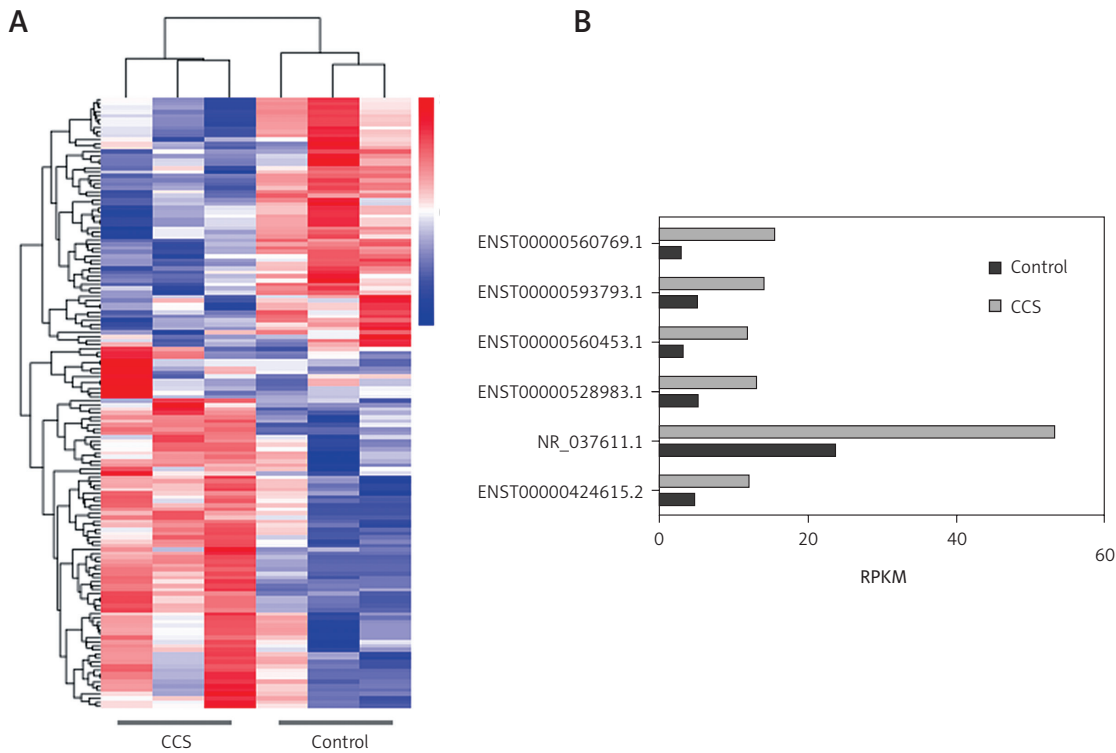 A
CCS
Control
B
ENST00000560769.1
ENST00000593793.1
ENST00000560453.1
ENST00000528983.1
NR_037611.1
ENST00000424615.2
Control
CCS
0
20
40
60
RPKM